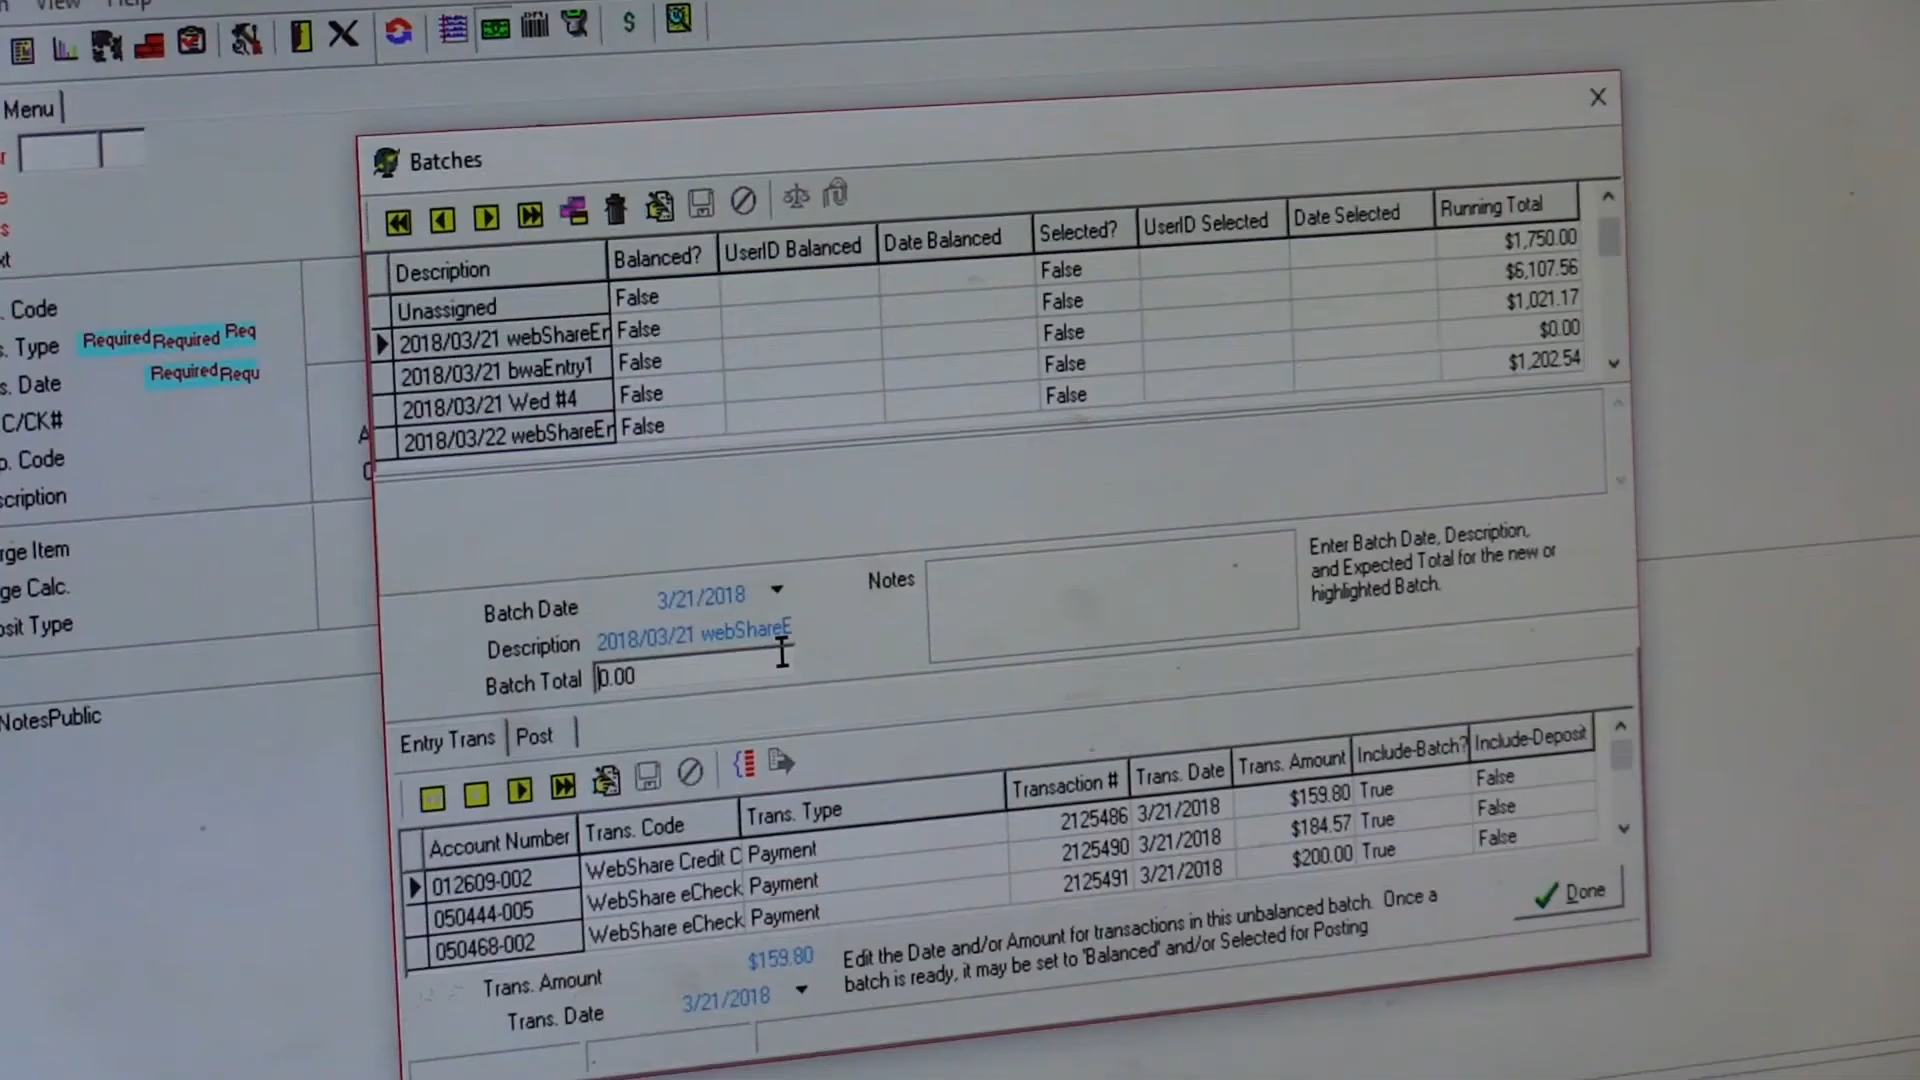 View Help
$
Menu
Batches
Description Balanced? UserID Balanced Date Balanced Selected? UserID Selected Date Selected Running Total
Unassigned False False $1,750.00
2018/03/21 webShareEr False False $6,107.56
2018/03/21 bwaEntry1 False False $1,021.17
2018/03/21 Wed #4 False False $0.00
2018/03/22 webShareEr False False $1,202.54
. Code
s. Type Required Required Req
s. Date Required Requ
C/CK#
p. Code
scription
rge Item
ge Calc.
osit Type
NotesPublic
Batch Date 3/21/2018
Description 2018/03/21 webShareE
Batch Total 0.00
Notes
Enter Batch Date, Description,
and Expected Total for the new or
highlighted Batch.
Entry Trans Post
Account Number Trans. Code Trans. Type Transaction # Trans. Date Trans. Amount Include-Batch? Include-Deposit
012609-002 WebShare Credit C Payment 2125486 3/21/2018 $159.80 True False
050444-005 WebShare eCheck Payment 2125490 3/21/2018 $184.57 True False
050468-002 WebShare eCheck Payment 2125491 3/21/2018 $200.00 True False
Trans. Amount $159.80
Trans. Date 3/21/2018
Edit the Date and/or Amount for transactions in this unbalanced batch. Once a
batch is ready, it may be set to 'Balanced' and/or Selected for Posting
Done